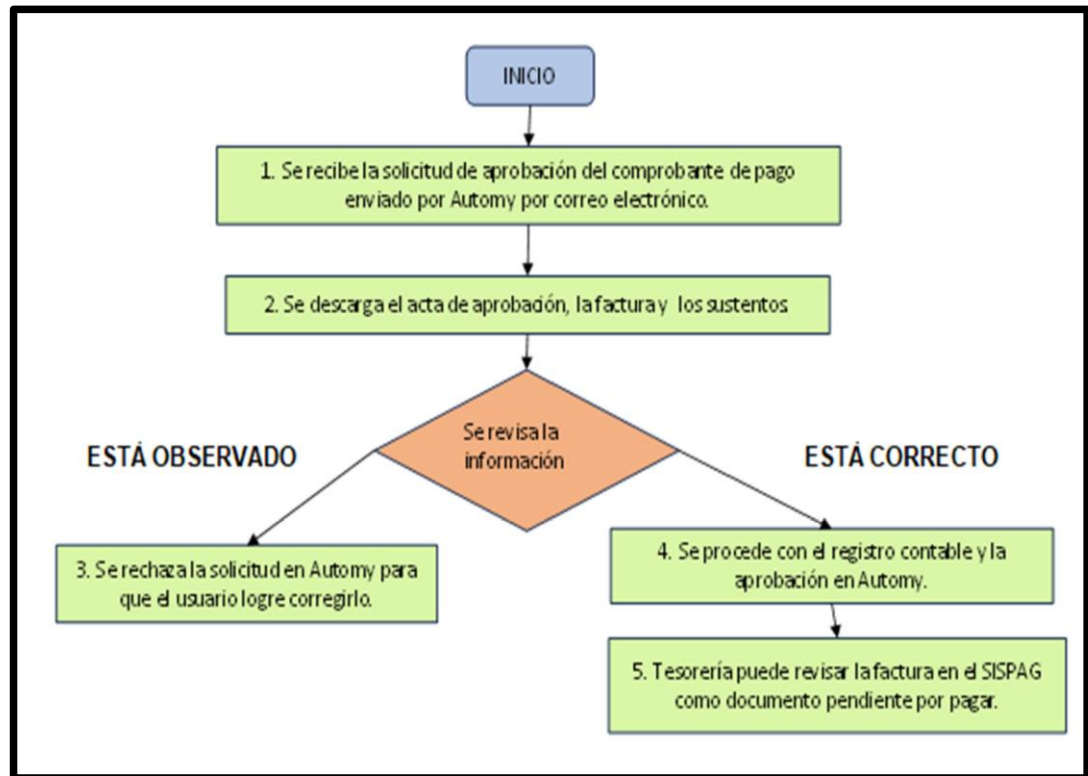 INICIO
1. Se recibe la solicitud de aprobación del comprobante de pago
enviado por Automy por correo electrónico.
2. Se descarga el acta de aprobación, la factura y los sustentos.
Se revisa la
información
ESTÁ OBSERVADO
ESTÁ CORRECTO
3. Se rechaza la solicitud en Automy para
que el usuario logre corregirlo.
4. Se procede con el registro contable y la
aprobación en Automy.
5. Tesorería puede revisar la factura en el SISPAG
como documento pendiente por pagar.